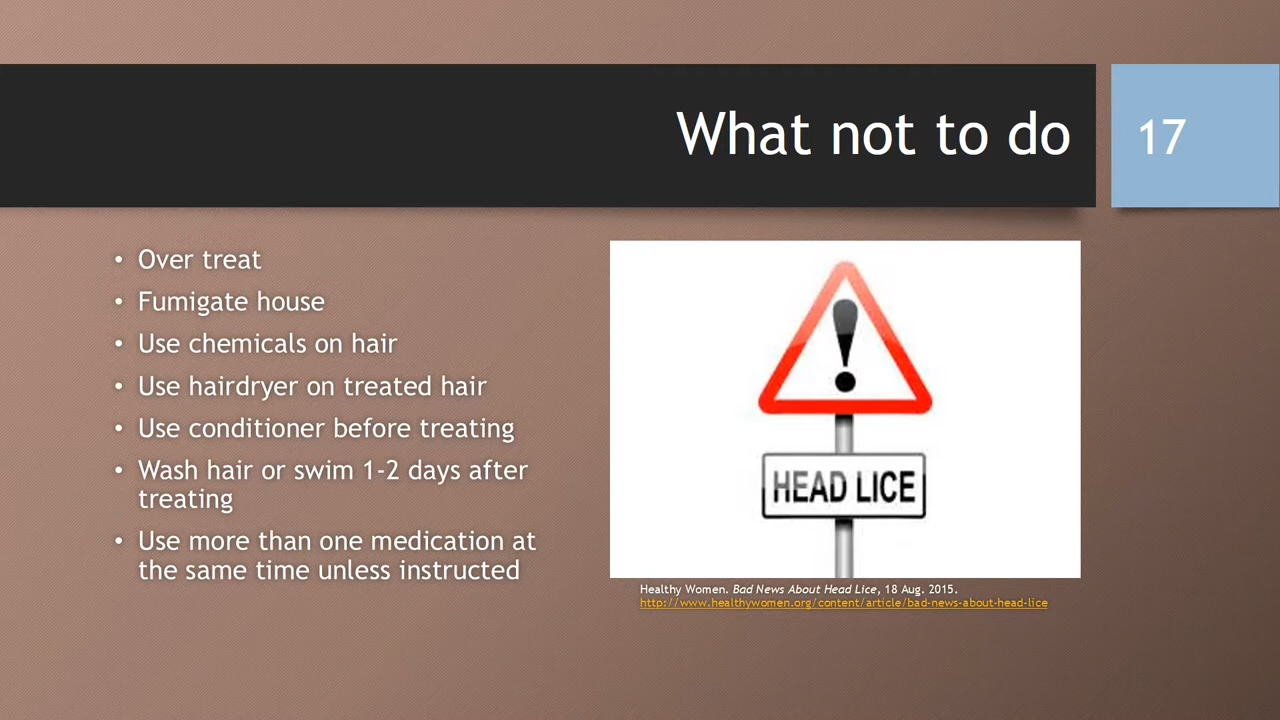 What not to do
17
• Over treat
• Fumigate house
• Use chemicals on hair
• Use hairdryer on treated hair
• Use conditioner before treating
• Wash hair or swim 1-2 days after
treating
• Use more than one medication at
the same time unless instructed
HEAD LICE
Healthy Women. Bad News About Head Lice, 18 Aug. 2015.
http://www.healthywomen.org/content/article/bad-news-about-head-lice